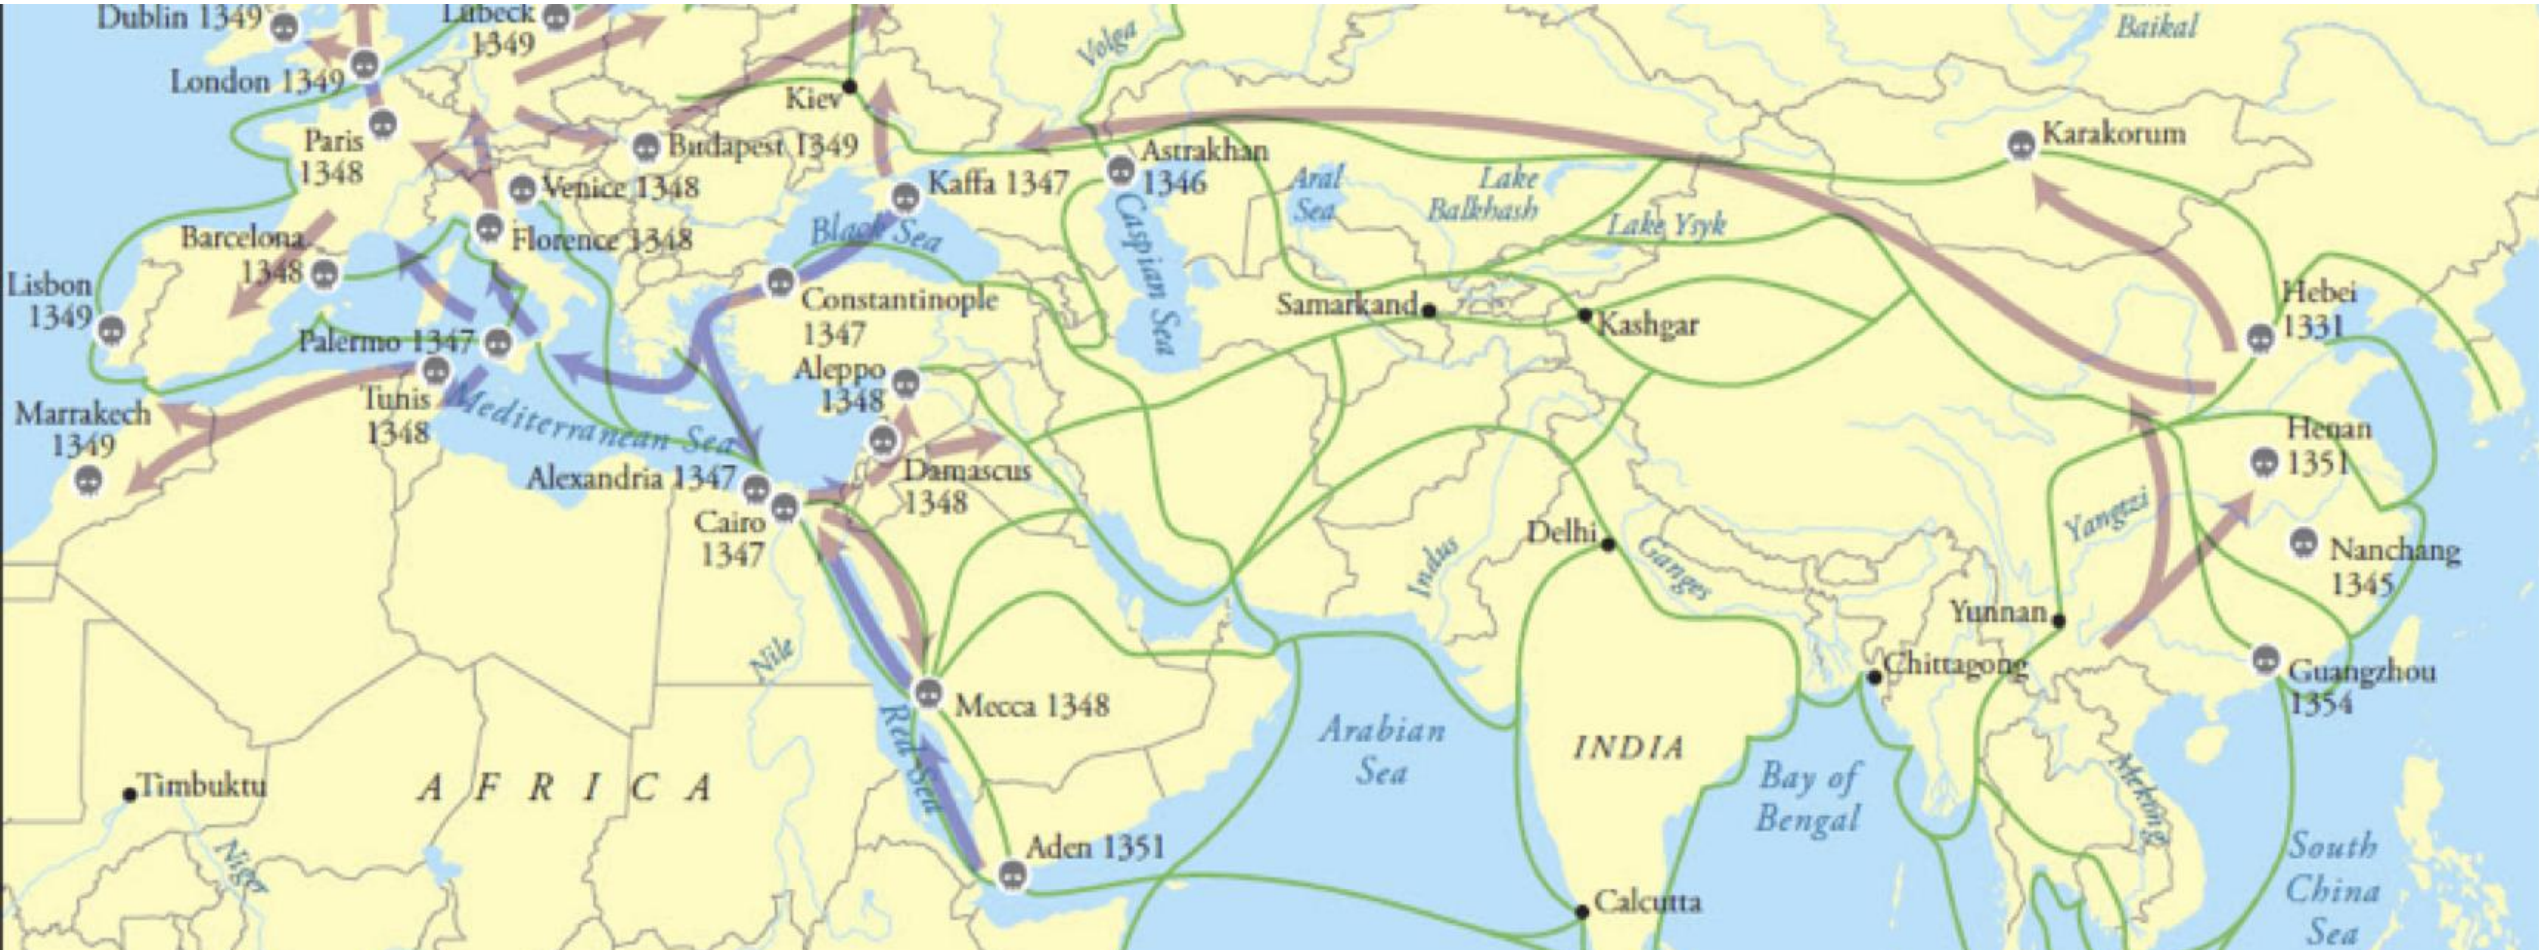 Dublin 1349
Lübeck
1349
London 1349
Paris
1348
Kiev
Budapest 1349
Venice 1348
Florence 1348
Barcelona
1348
Lisbon
1349
Palermo 1347
Tunis
1348
Marrakech
1349
Mediterranean Sea
Volga
Kaffa 1347
Black Sea
Astrakhan
1346
Caspian Sea
Constantinople
1347
Aleppo
1348
Damascus
1348
Alexandria 1347
Cairo
1347
Aral
Sea
Lake
Balkhash
Lake Ysyk
Samarkand
Kashgar
Baikal
Karakorum
Hebei
1331
Henan
1351
Nanchang
1345
Yangtzi
Yunnan
Guangzhou
1354
Delhi
Indus
Ganges
Chittagong
Nile
Mecca 1348
Red Sea
Aden 1351
Timbuktu
Niger
AFRICA
Arabian
Sea
INDIA
Bay of
Bengal
Calcutta
Mekong
South
China
Sea